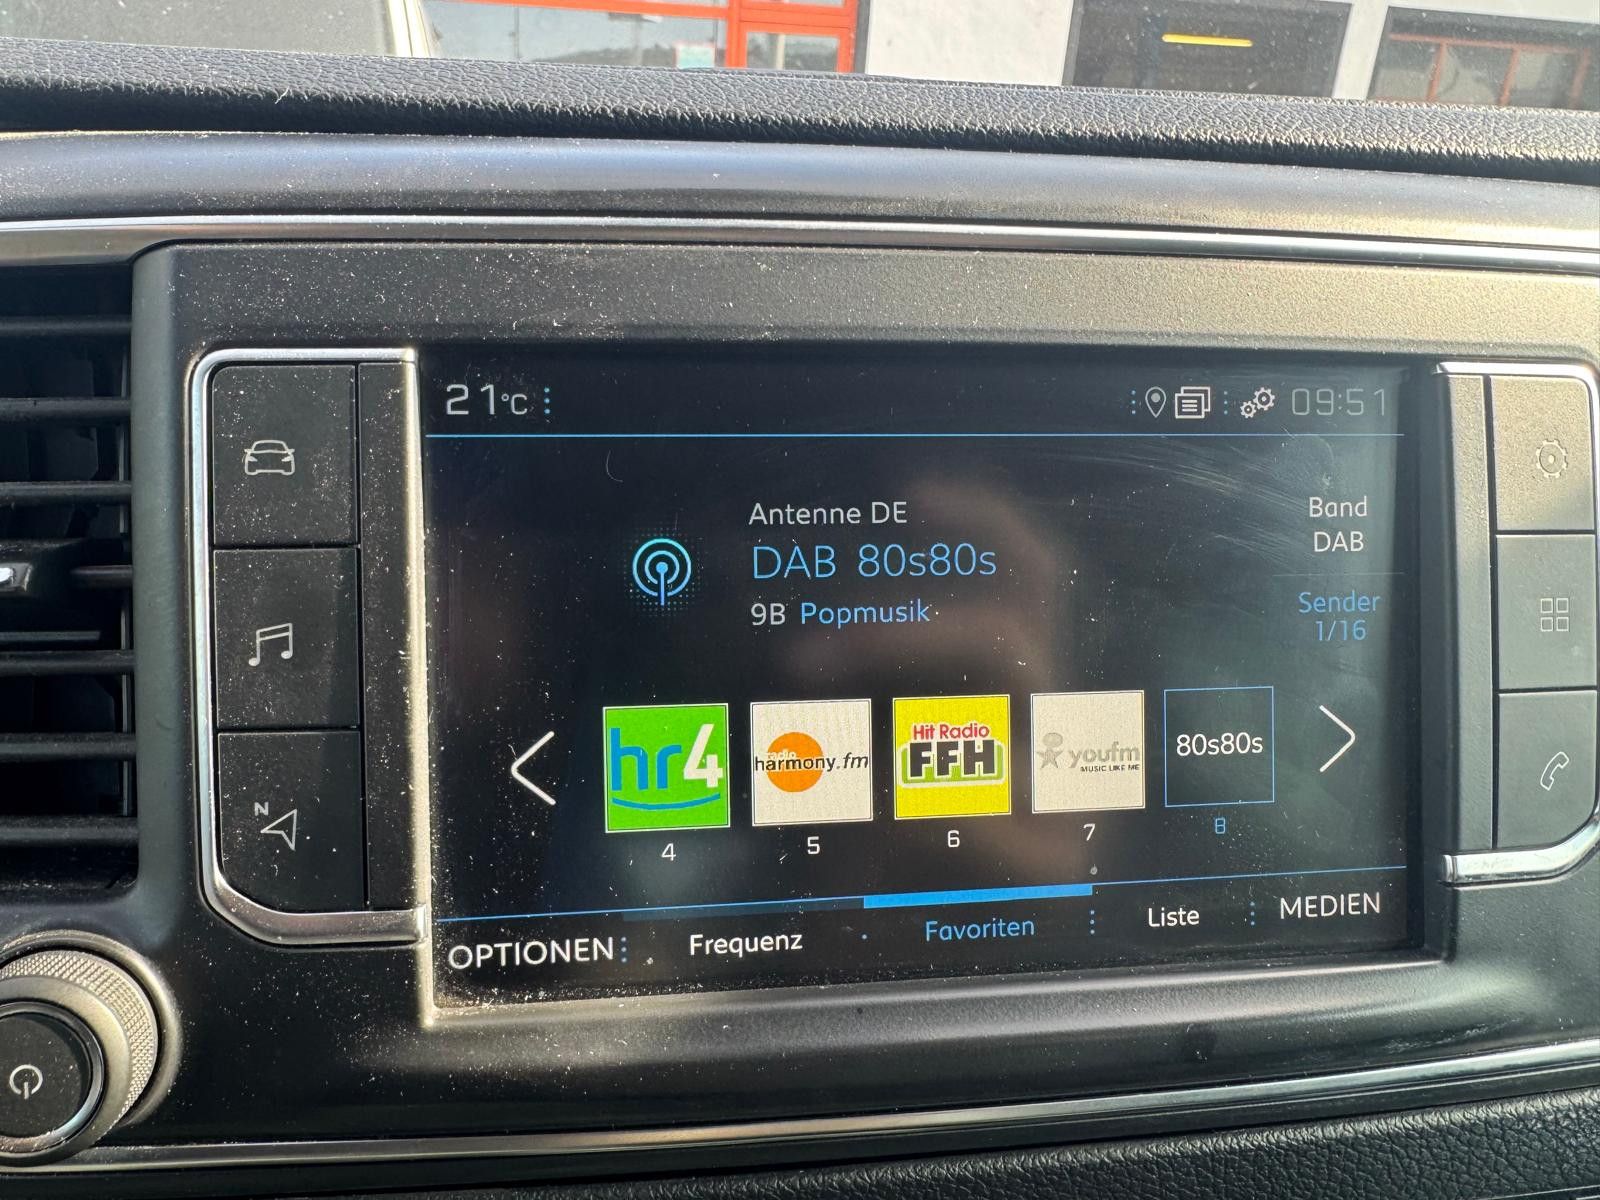 21°C
09:51
Antenne DE
DAB 80s80s
9B Popmusik
Band
DAB
Sender
1/16
hr4
radio
harmony.fm
Hit Radio
FFH
youfm
MUSIC LIKE ME
80s80s
4
5
6
7
8
OPTIONEN
Frequenz
Favoriten
Liste
MEDIEN
N